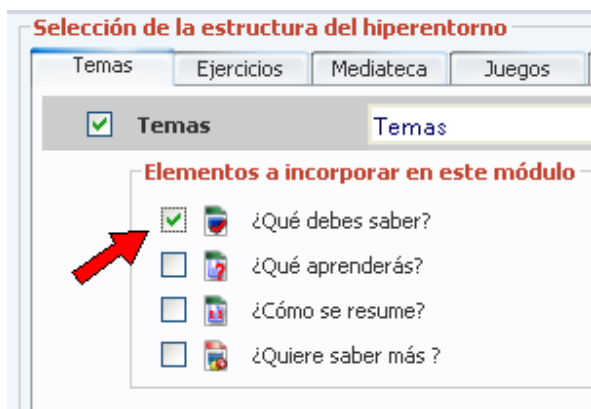 Selección de la estructura del hiperentorno
Temas Ejercicios Mediateca Juegos
Temas Temas
Elementos a incorporar en este módulo
¿Qué debes saber?
¿Qué aprenderás?
¿Cómo se resume?
¿Quiere saber más ?